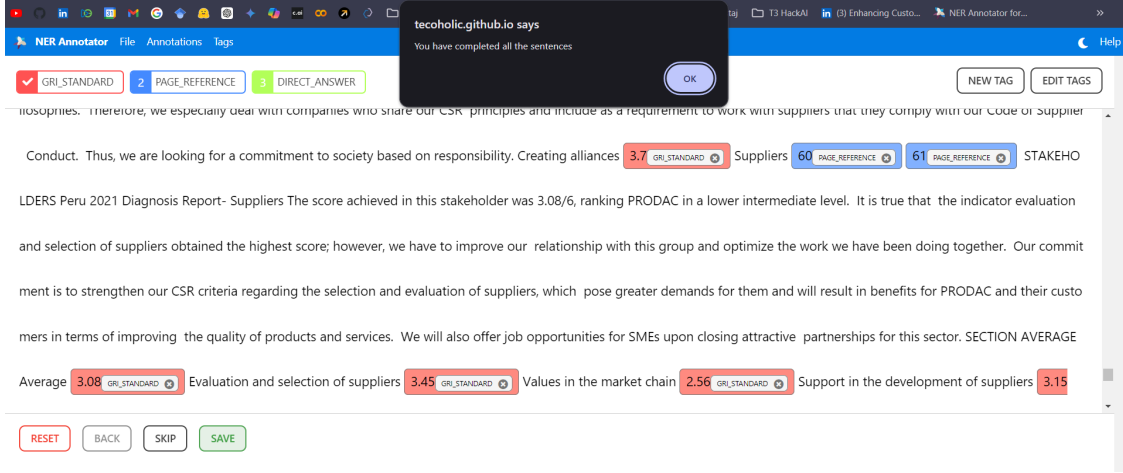 taj T3 HackAI in (3) Enhancing Custo... NER Annotator for... »
tecoholic.github.io says
You have completed all the sentences
OK
NER Annotator File Annotations Tags Help
GRI_STANDARD 2 PAGE_REFERENCE 3 DIRECT_ANSWER NEW TAG EDIT TAGS
ilosophies. Therefore, we especially deal with companies who share our CSR principles and include as a requirement to work with suppliers that they comply with our Code of Supplier
Conduct. Thus, we are looking for a commitment to society based on responsibility. Creating alliances 3.7 GRI_STANDARD Suppliers 60 PAGE_REFERENCE 61 PAGE_REFERENCE STAKEHO
LDERS Peru 2021 Diagnosis Report- Suppliers The score achieved in this stakeholder was 3.08/6, ranking PRODAC in a lower intermediate level. It is true that the indicator evaluation
and selection of suppliers obtained the highest score; however, we have to improve our relationship with this group and optimize the work we have been doing together. Our commit
ment is to strengthen our CSR criteria regarding the selection and evaluation of suppliers, which pose greater demands for them and will result in benefits for PRODAC and their custo
mers in terms of improving the quality of products and services. We will also offer job opportunities for SMEs upon closing attractive partnerships for this sector. SECTION AVERAGE
Average 3.08 GRI_STANDARD Evaluation and selection of suppliers 3.45 GRI_STANDARD Values in the market chain 2.56 GRI_STANDARD Support in the development of suppliers 3.15
RESET BACK SKIP SAVE